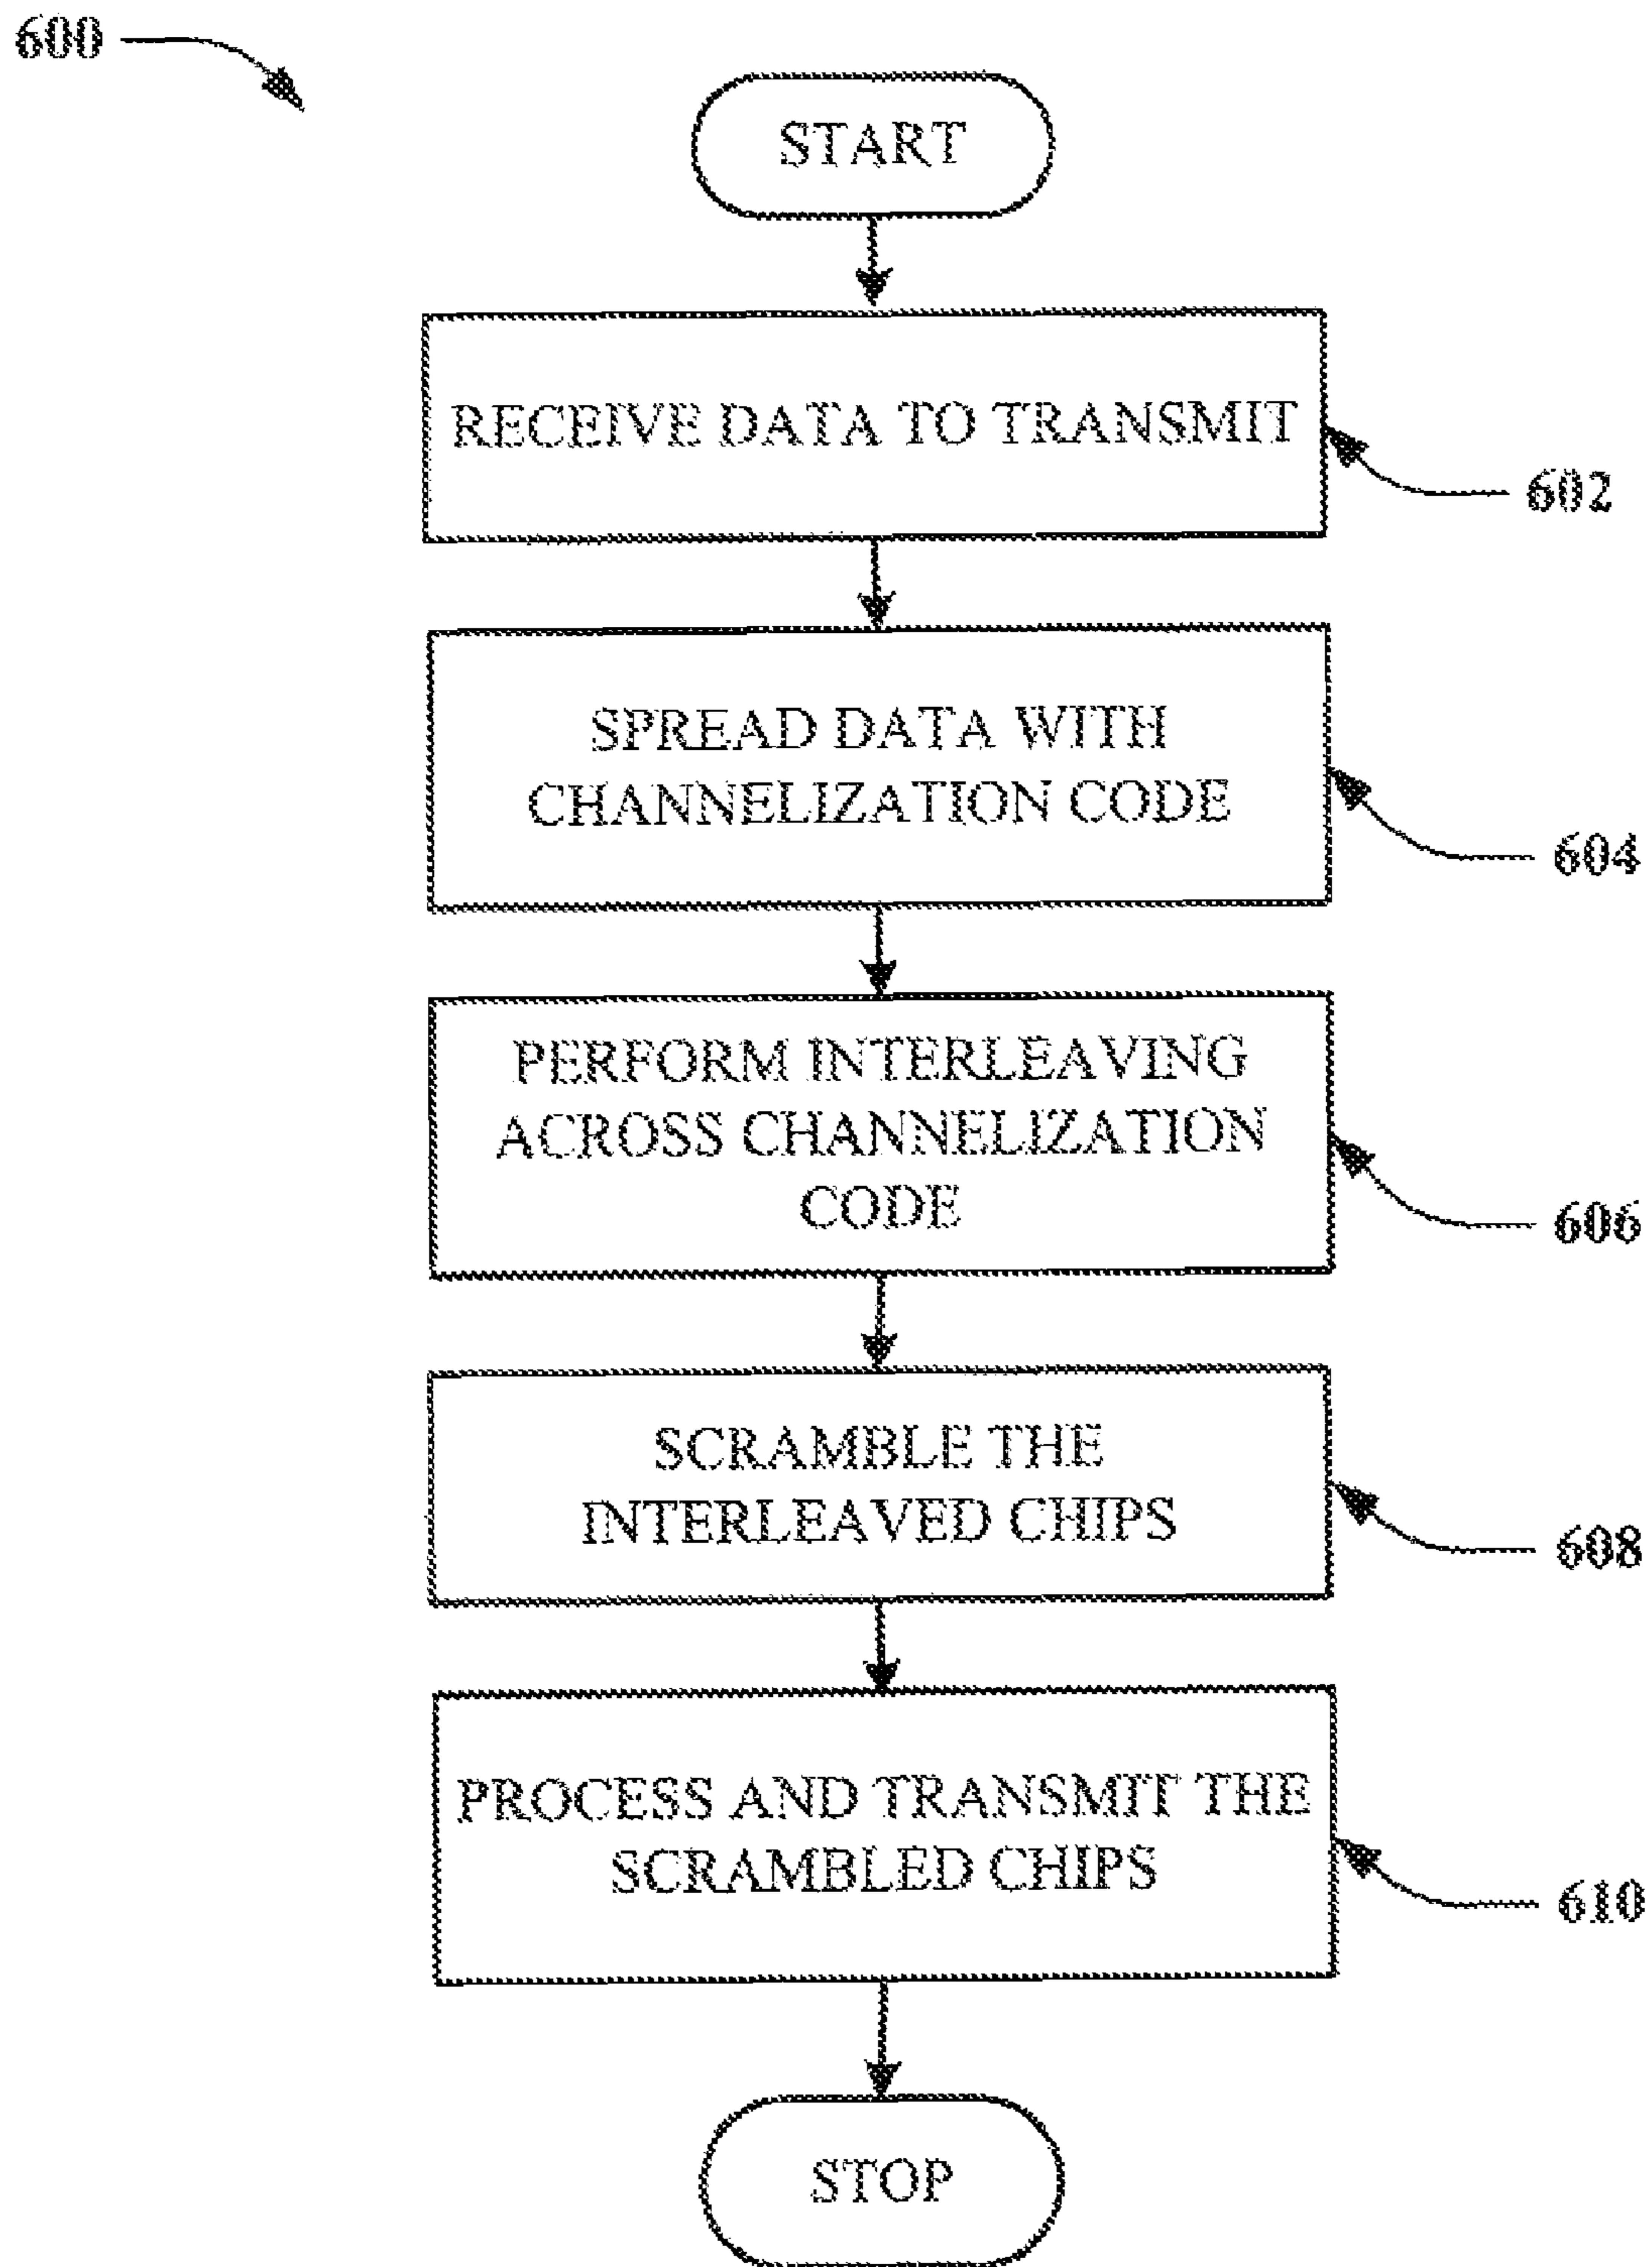 600
START
RECEIVE DATA TO TRANSMIT
602
SPREAD DATA WITH
CHANNELIZATION CODE
604
PERFORM INTERLEAVING
ACROSS CHANNELIZATION
CODE
606
SCRAMBLE THE
INTERLEAVED CHIPS
608
PROCESS AND TRANSMIT THE
SCRAMBLED CHIPS
610
STOP